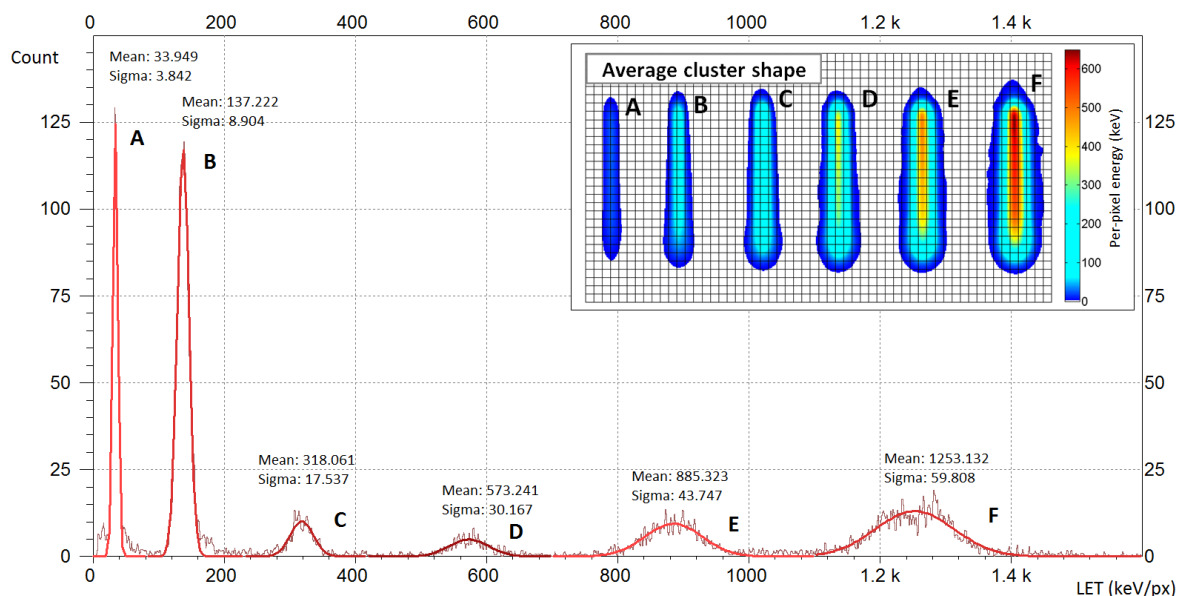 0 200 400 600 800 1000 1.2 k 1.4 k
Count
Mean: 33.949
Sigma: 3.842
Mean: 137.222
Sigma: 8.904
A
B
125
100
75
50
25
0
Average cluster shape
A B C D E F
600
500
400
300
200
100
0
Per-pixel energy (keV)
125
100
75
50
25
0
Mean: 318.061
Sigma: 17.537
C
Mean: 573.241
Sigma: 30.167
D
Mean: 885.323
Sigma: 43.747
E
Mean: 1253.132
Sigma: 59.808
F
0 200 400 600 800 1000 1.2 k 1.4 k
LET (keV/px)